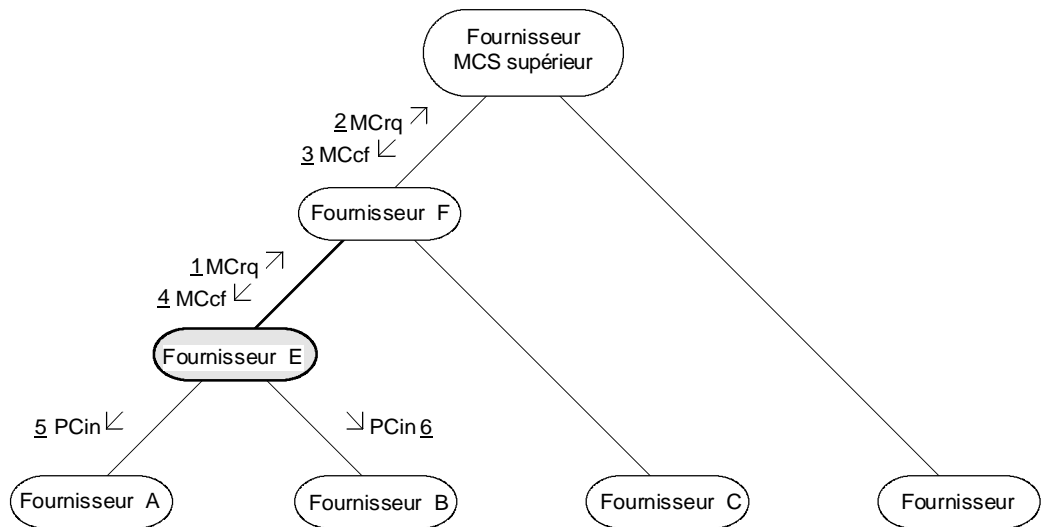 Fournisseur
MCS supérieur
2 MCrq
3 MCcf
Fournisseur F
1 MCrq
4 MCcf
Fournisseur E
5 PCin
PCin 6
Fournisseur A
Fournisseur B
Fournisseur C
Fournisseur